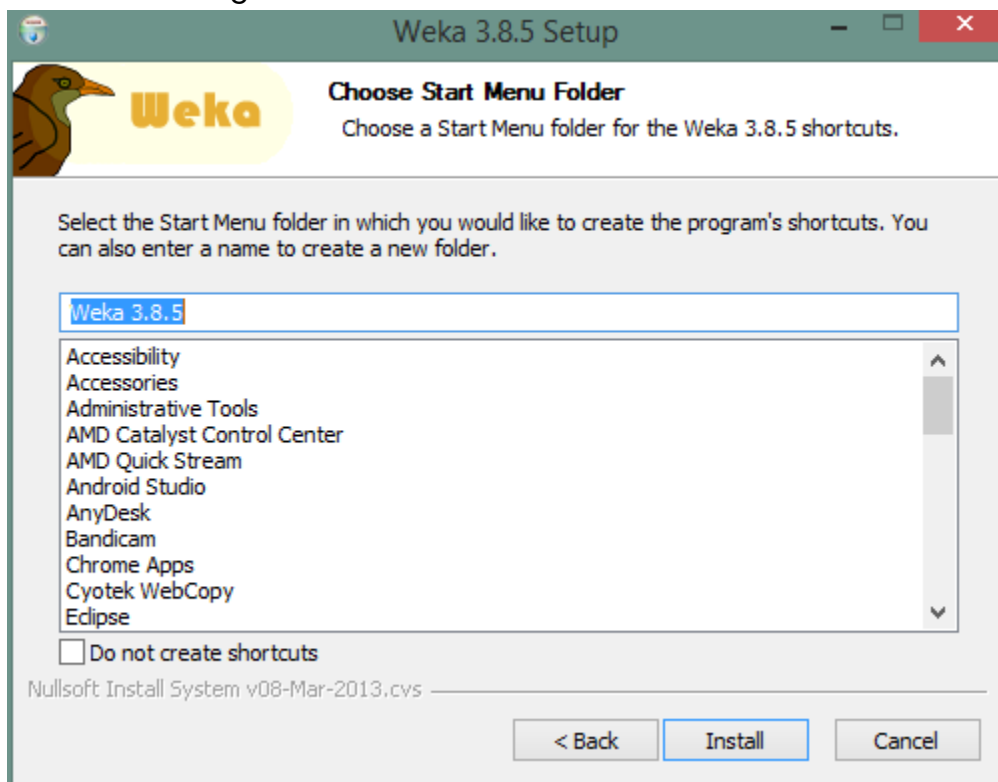 Weka 3.8.5 Setup
Weka
Choose Start Menu Folder
Choose a Start Menu folder for the Weka 3.8.5 shortcuts.
Select the Start Menu folder in which you would like to create the program's shortcuts. You
can also enter a name to create a new folder.
Weka 3.8.5
Accessibility
Accessories
Administrative Tools
AMD Catalyst Control Center
AMD Quick Stream
Android Studio
AnyDesk
Bandicam
Chrome Apps
Cyotek WebCopy
Eclipse
Do not create shortcuts
Nullsoft Install System v08-Mar-2013.cvs
< Back Install Cancel